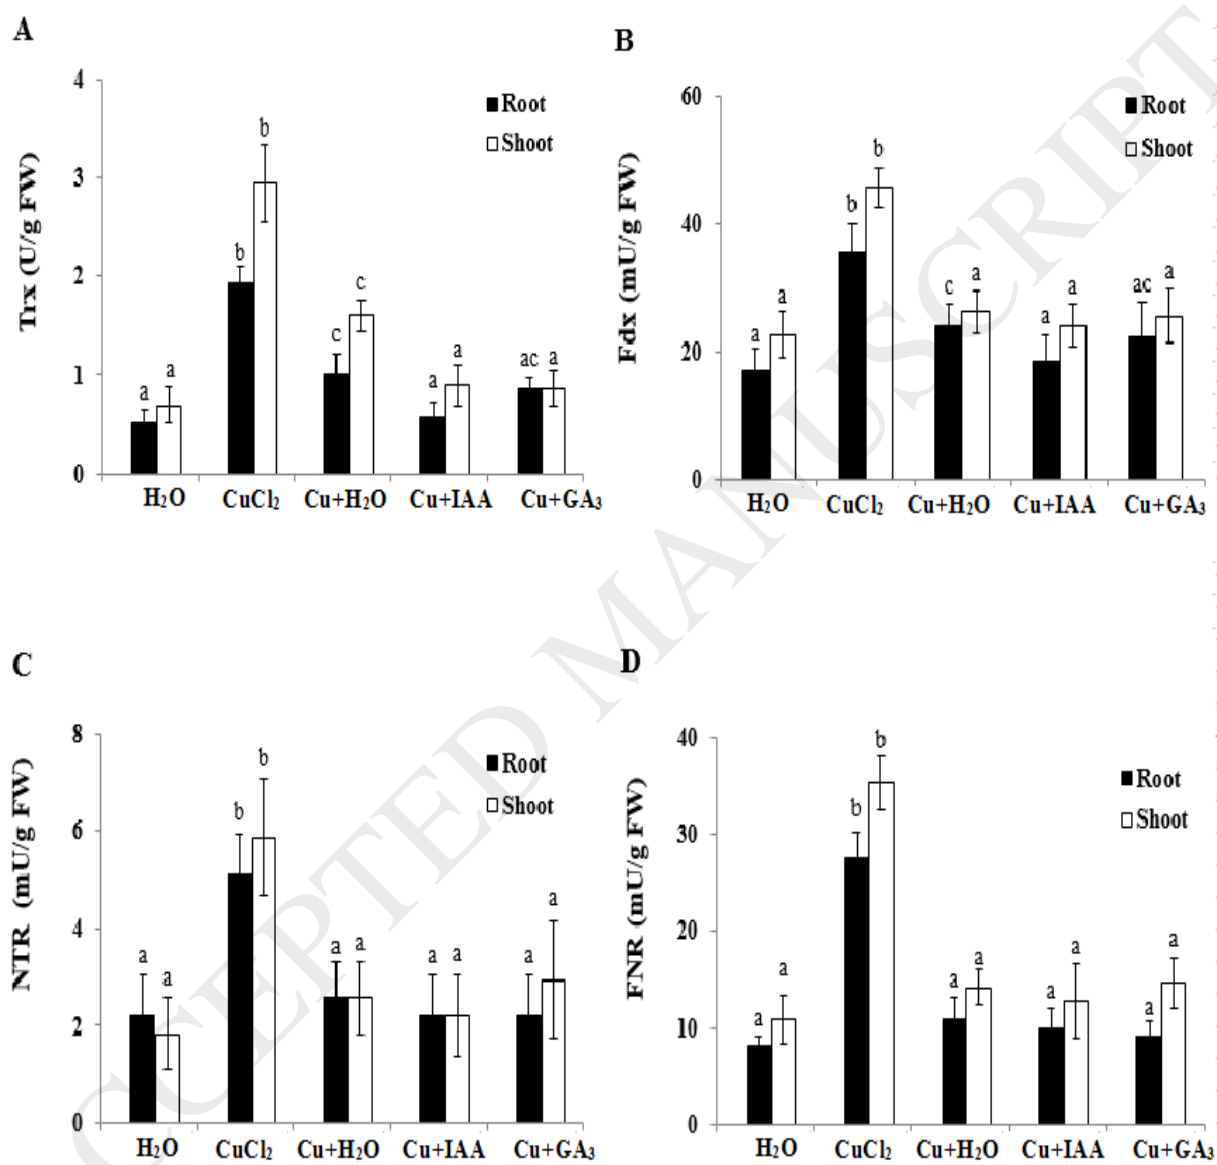 A
Trx (U/g FW)
4
3
2
1
0
Root
Shoot
a a b b c c a a ac a
H₂O CuCl₂ Cu+H₂O Cu+IAA Cu+GA₃
B
Fdx (mU/g FW)
60
40
20
0
Root
Shoot
a a b b c a a a ac a
H₂O CuCl₂ Cu+H₂O Cu+IAA Cu+GA₃
C
NTR (mU/g FW)
8
6
4
2
0
Root
Shoot
a a b b a a a a a a
H₂O CuCl₂ Cu+H₂O Cu+IAA Cu+GA₃
D
FNR (mU/g FW)
40
30
20
10
0
Root
Shoot
a a b b a a a a a a
H₂O CuCl₂ Cu+H₂O Cu+IAA Cu+GA₃
CCEPTED MANUSCRIPT